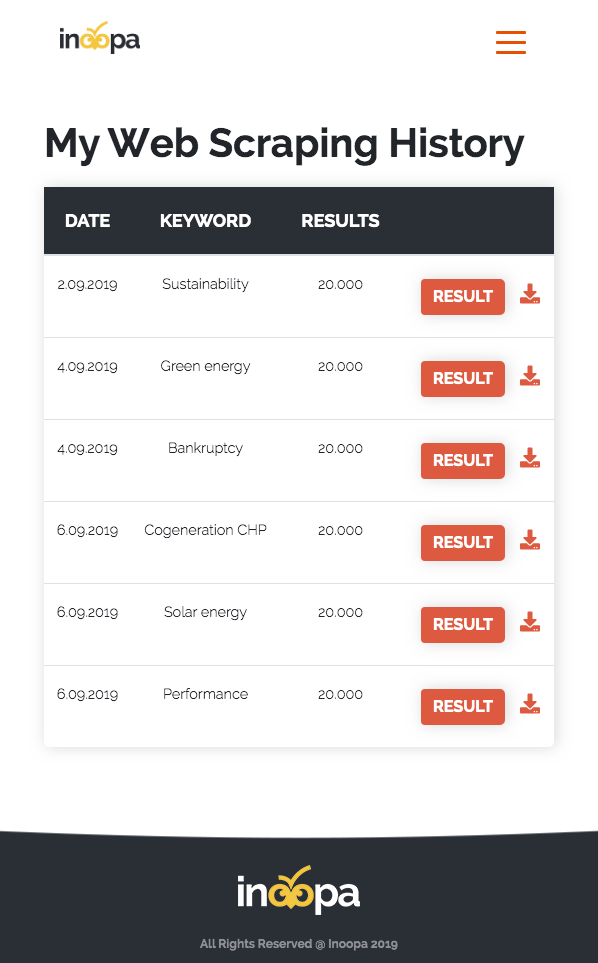 inoopa
My Web Scraping History
DATE KEYWORD RESULTS
2.09.2019 Sustainability 20.000 RESULT
4.09.2019 Green energy 20.000 RESULT
4.09.2019 Bankruptcy 20.000 RESULT
6.09.2019 Cogeneration CHP 20.000 RESULT
6.09.2019 Solar energy 20.000 RESULT
6.09.2019 Performance 20.000 RESULT
inoopa
All Rights Reserved @ Inoopa 2019